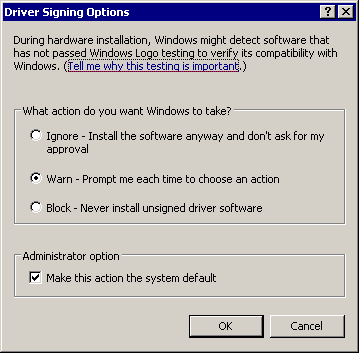 Driver Signing Options
During hardware installation, Windows might detect software that
has not passed Windows Logo testing to verify its compatibility with
Windows. (Tell me why this testing is important.)
What action do you want Windows to take?
Ignore - Install the software anyway and don't ask for my
approval
Warn - Prompt me each time to choose an action
Block - Never install unsigned driver software
Administrator option
Make this action the system default
OK
Cancel